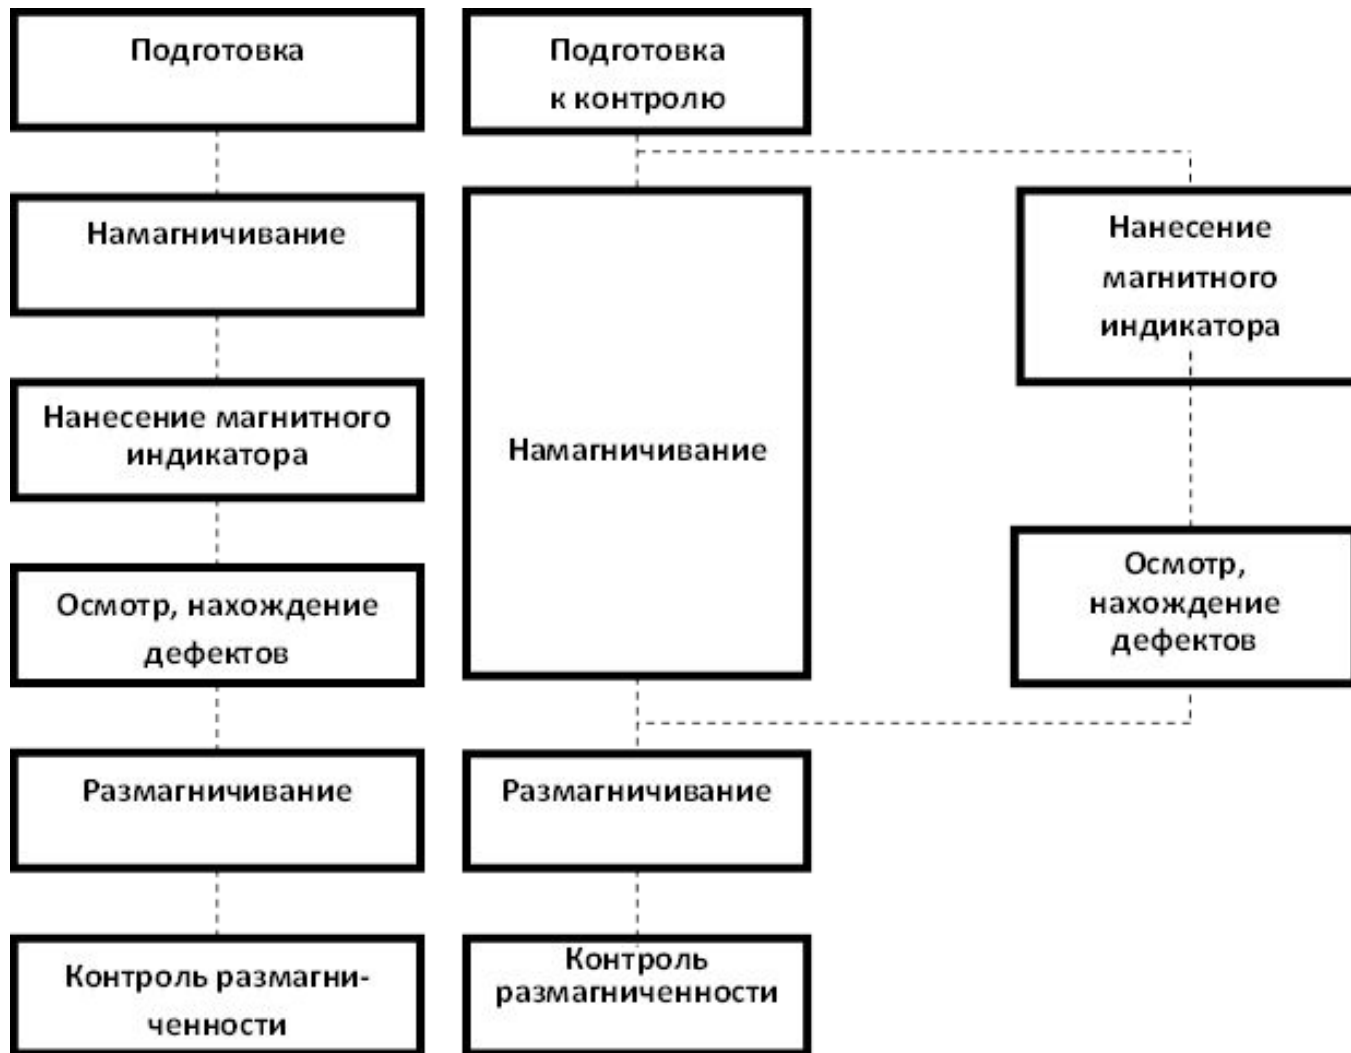 Подготовка
Намагничивание
Нанесение магнитного
индикатора
Осмотр, нахождение
дефектов
Размагничивание
Контроль размагни-
ченности
Подготовка
к контролю
Намагничивание
Размагничивание
Контроль
размагниченности
Нанесение
магнитного
индикатора
Осмотр,
нахождение
дефектов